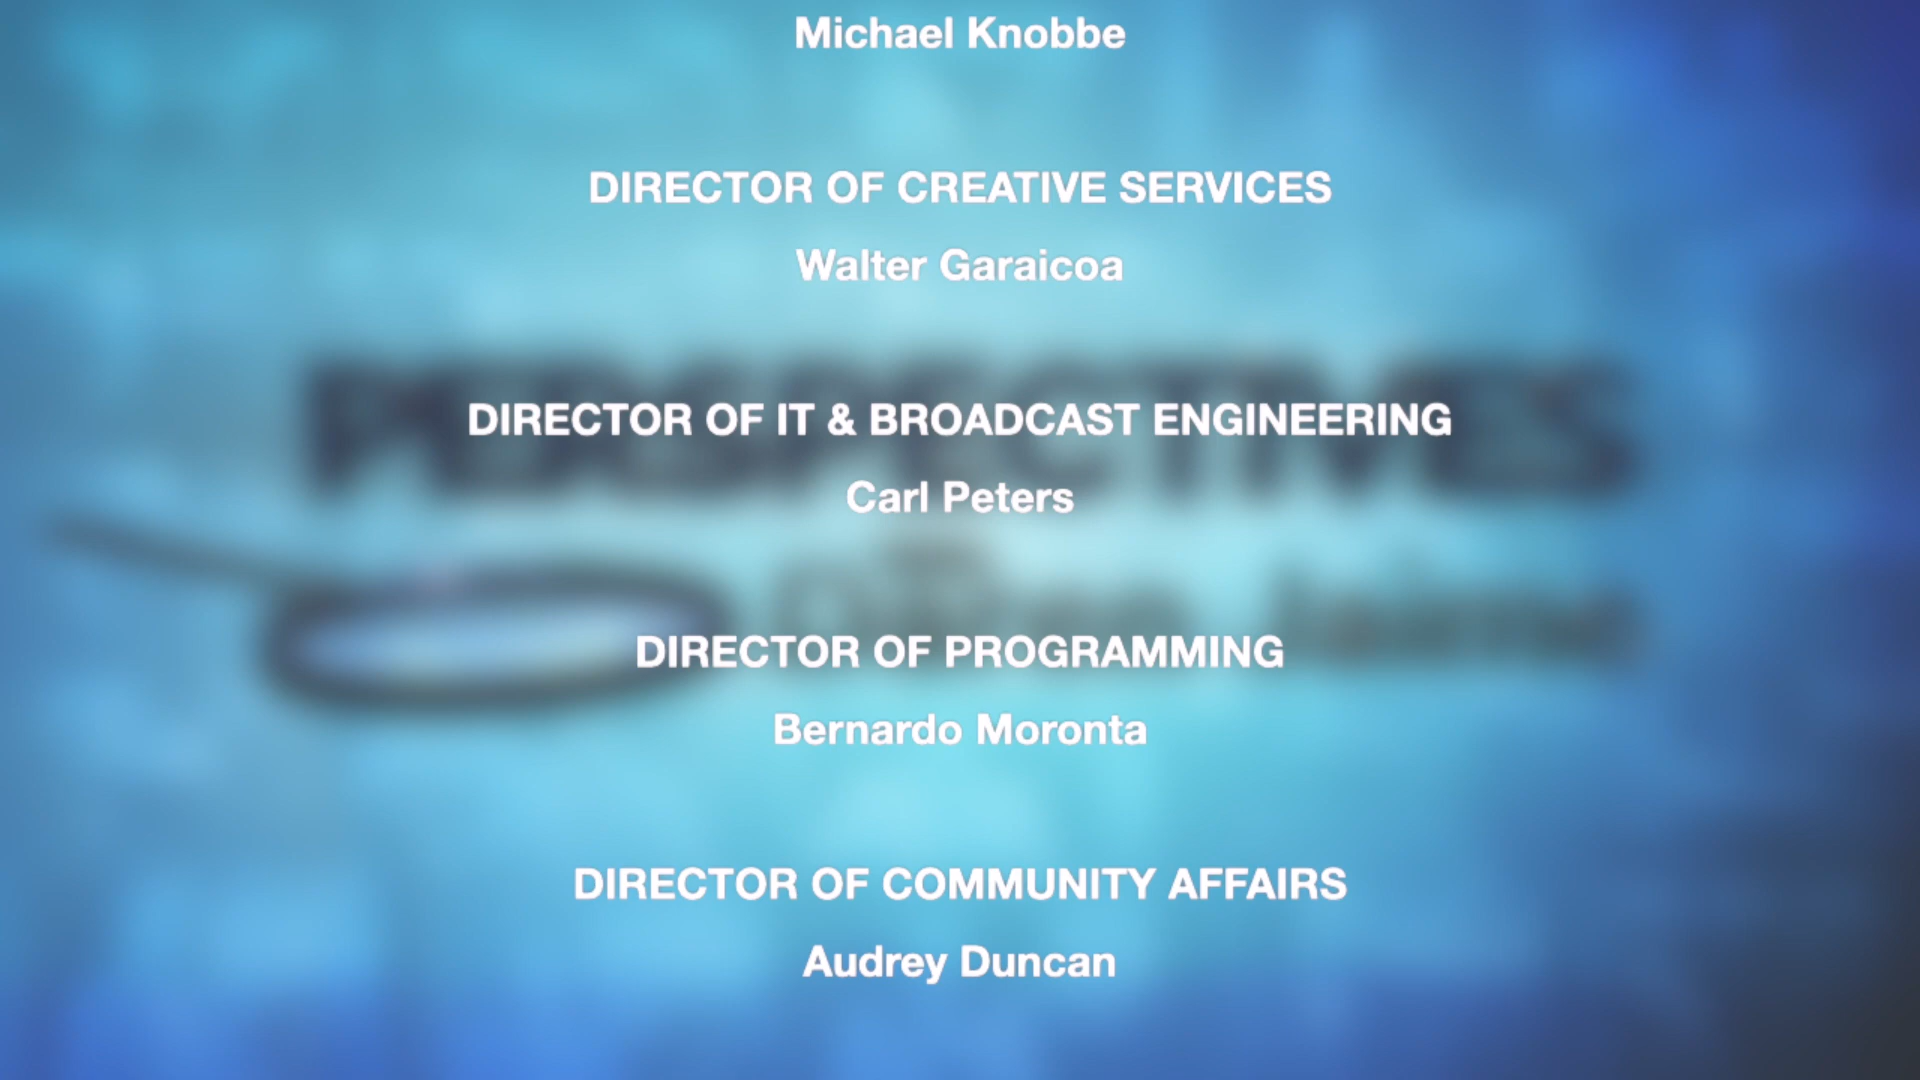 Michael Knobbe
DIRECTOR OF CREATIVE SERVICES
Walter Garaicoa
PERSPECTIVES
DIRECTOR OF IT & BROADCAST ENGINEERING
Carl Peters
DIRECTOR OF PROGRAMMING
Bernardo Moronta
DIRECTOR OF COMMUNITY AFFAIRS
Audrey Duncan